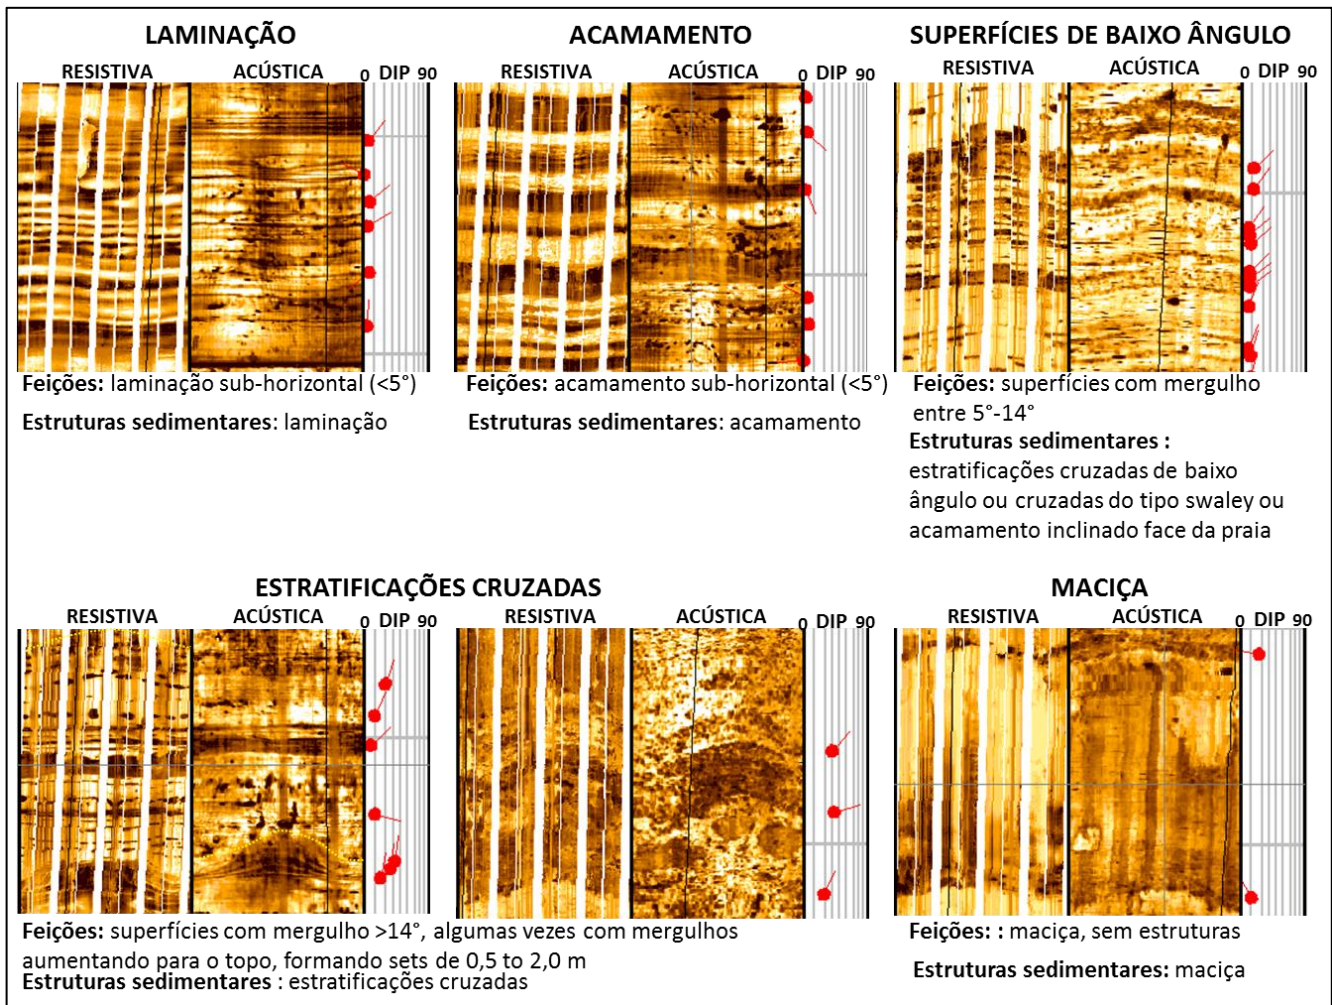 LAMINAÇÃO
RESISTIVA ACÚSTICA 0 DIP 90
Feições: laminação sub-horizontal (<5°)
Estruturas sedimentares: laminação
ACAMAMENTO
RESISTIVA ACÚSTICA 0 DIP 90
Feições: acamamento sub-horizontal (<5°)
Estruturas sedimentares: acamamento
SUPERFÍCIES DE BAIXO ÂNGULO
RESISTIVA ACÚSTICA 0 DIP 90
Feições: superfícies com mergulho
entre 5°-14°
Estruturas sedimentares :
estratificações cruzadas de baixo
ângulo ou cruzadas do tipo swaley ou
acamamento inclinado face da praia
ESTRATIFICAÇÕES CRUZADAS
RESISTIVA ACÚSTICA 0 DIP 90
RESISTIVA ACÚSTICA 0 DIP 90
Feições: superfícies com mergulho >14°, algumas vezes com mergulhos
aumentando para o topo, formando sets de 0,5 to 2,0 m
Estruturas sedimentares : estratificações cruzadas
MACIÇA
RESISTIVA ACÚSTICA 0 DIP 90
Feições: : maciça, sem estruturas
Estruturas sedimentares: maciça